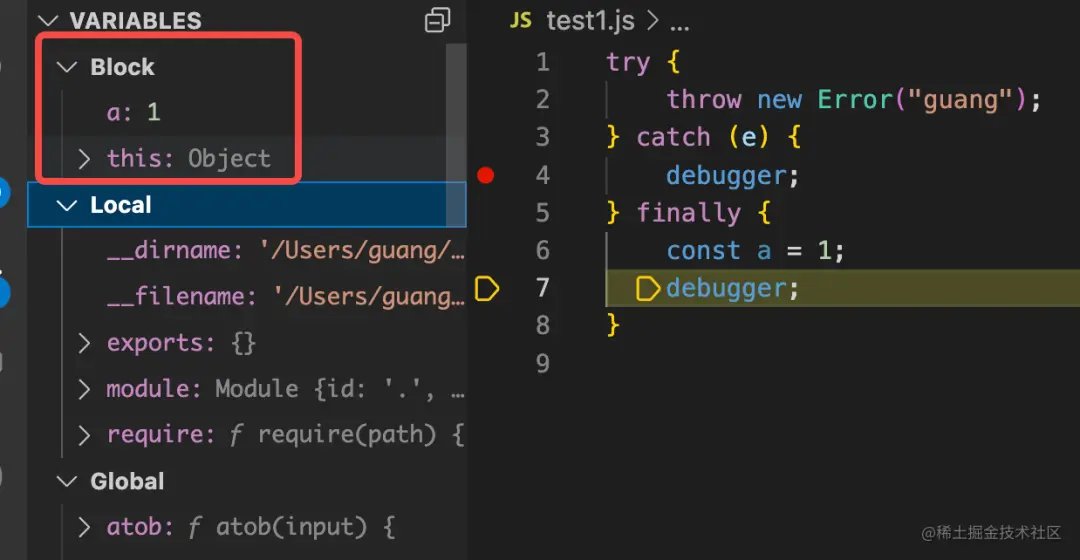 VARIABLES
Block
a: 1
this: Object
Local
__dirname: '/Users/guang/…
__filename: '/Users/guang…
exports: {}
module: Module {id: '.', …
require: ƒ require(path) {
Global
atob: ƒ atob(input) {
JS test1.js > ...
1 try {
2 throw new Error("guang");
3 } catch (e) {
4 debugger;
5 } finally {
6 const a = 1;
7 debugger;
8 }
9
@稀土掘金技术社区